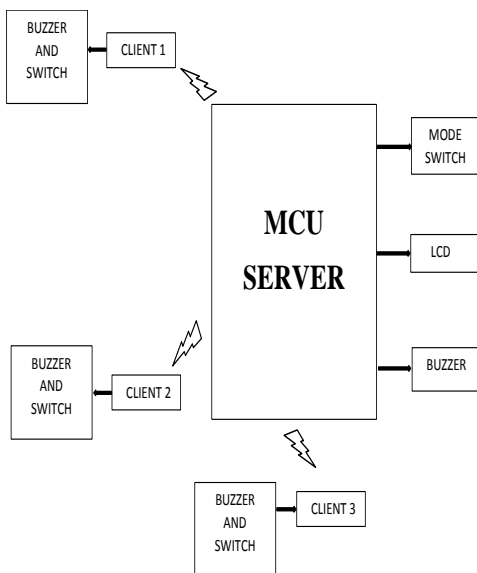 BUZZER
AND
SWITCH
CLIENT 1
MODE
SWITCH
MCU
SERVER
LCD
BUZZER
AND
SWITCH
CLIENT 2
BUZZER
BUZZER
AND
SWITCH
CLIENT 3